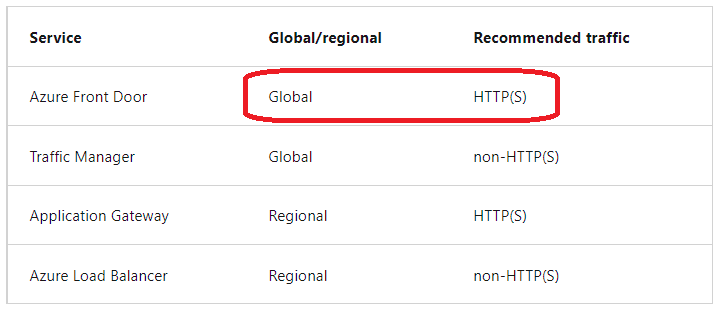 Service Global/regional Recommended traffic
Azure Front Door Global HTTP(S)
Traffic Manager Global non-HTTP(S)
Application Gateway Regional HTTP(S)
Azure Load Balancer Regional non-HTTP(S)